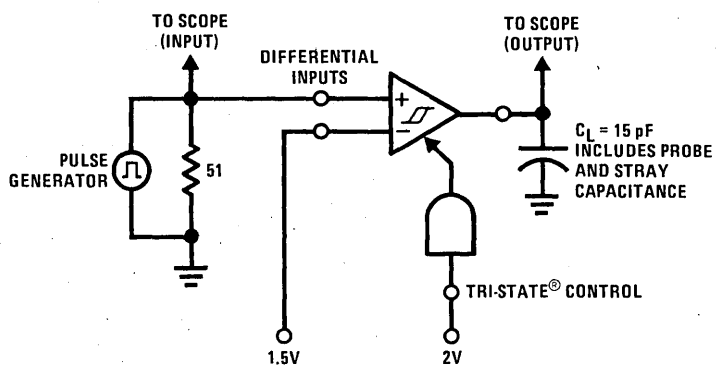 TO SCOPE
(INPUT)
TO SCOPE
(OUTPUT)
DIFFERENTIAL
INPUTS
+
−
PULSE
GENERATOR
51
CL = 15 pF
INCLUDES PROBE
AND STRAY
CAPACITANCE
TRI-STATE® CONTROL
1.5V
2V